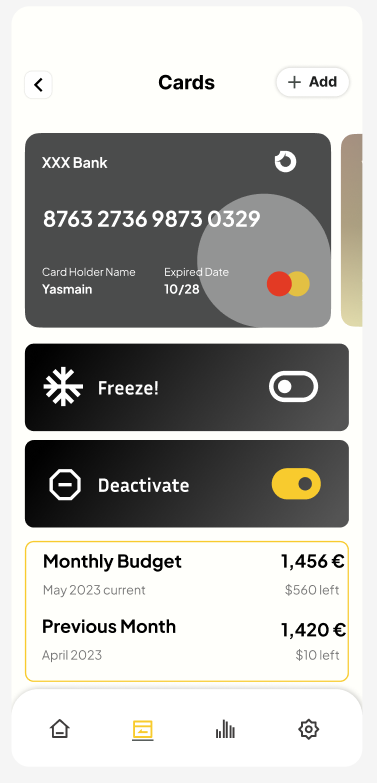 Cards
Add
XXX Bank
8763 2736 9873 0329
Card Holder Name
Expired Date
Yasmain
10/28
Freeze!
Deactivate
Monthly Budget
1,456 €
May 2023 current
$560 left
Previous Month
1,420 €
April 2023
$10 left